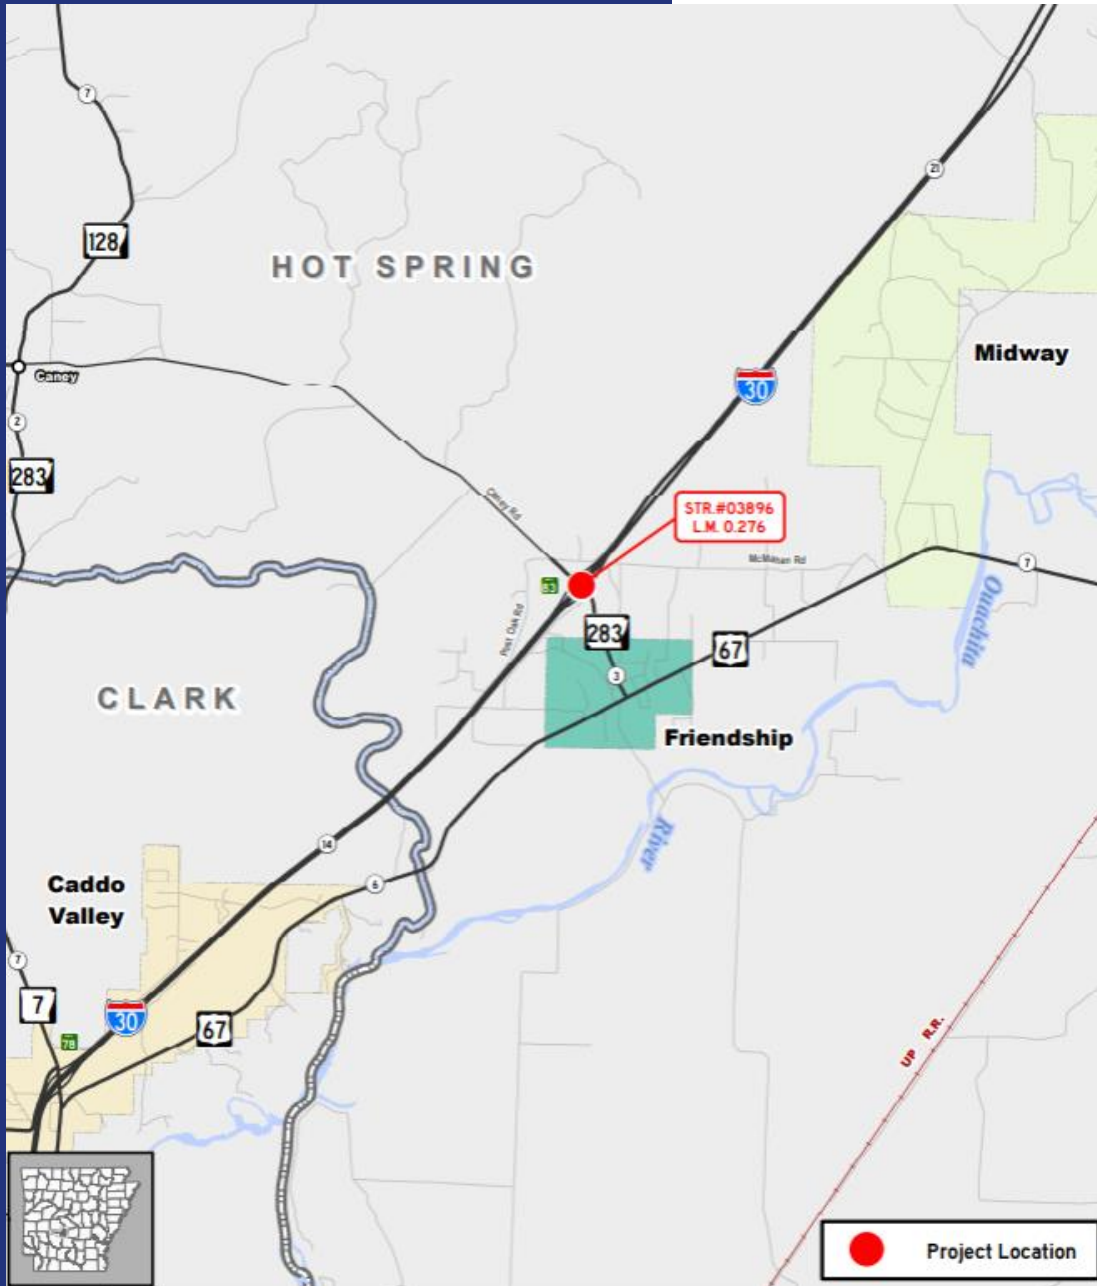 7
21
128
HOT SPRING
Midway
30
Caney
2
283
Caney Rd
STR.#03896
L.M. 0.276
McMahan Rd
7
83
Ouachita
Post Oak Rd
283
67
3
CLARK
Friendship
14
River
Caddo
Valley
6
7
7
30
67
78
UP R.R.
Project Location